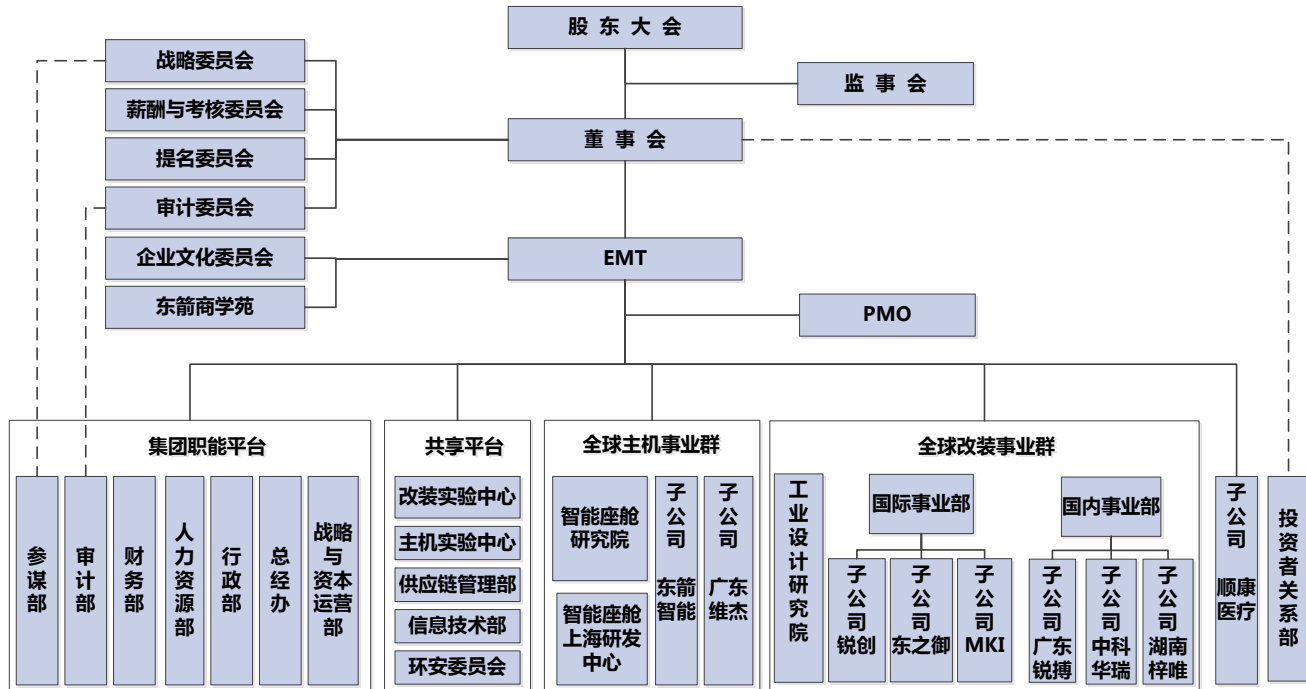 股东大会
战略委员会
监事会
薪酬与考核委员会
董事会
提名委员会
审计委员会
企业文化委员会
EMT
东箭商学苑
PMO
集团职能平台
参谋部
审计部
财务部
人力资源部
行政部
总经办
战略与资本运营部
共享平台
改装实验中心
主机实验中心
供应链管理部
信息技术部
环安委员会
全球主机事业群
智能座舱
研究院
智能座舱
上海研发
中心
子公司
东箭
智能
子公司
广东
维杰
全球改装事业群
工业设计研究院
国际事业部
子公司
锐创
子公司
东之御
子公司
MKI
国内事业部
子公司
广东
锐搏
子公司
中科
华瑞
子公司
湖南
梓唯
子公司
顺康
医疗
投资者关系部